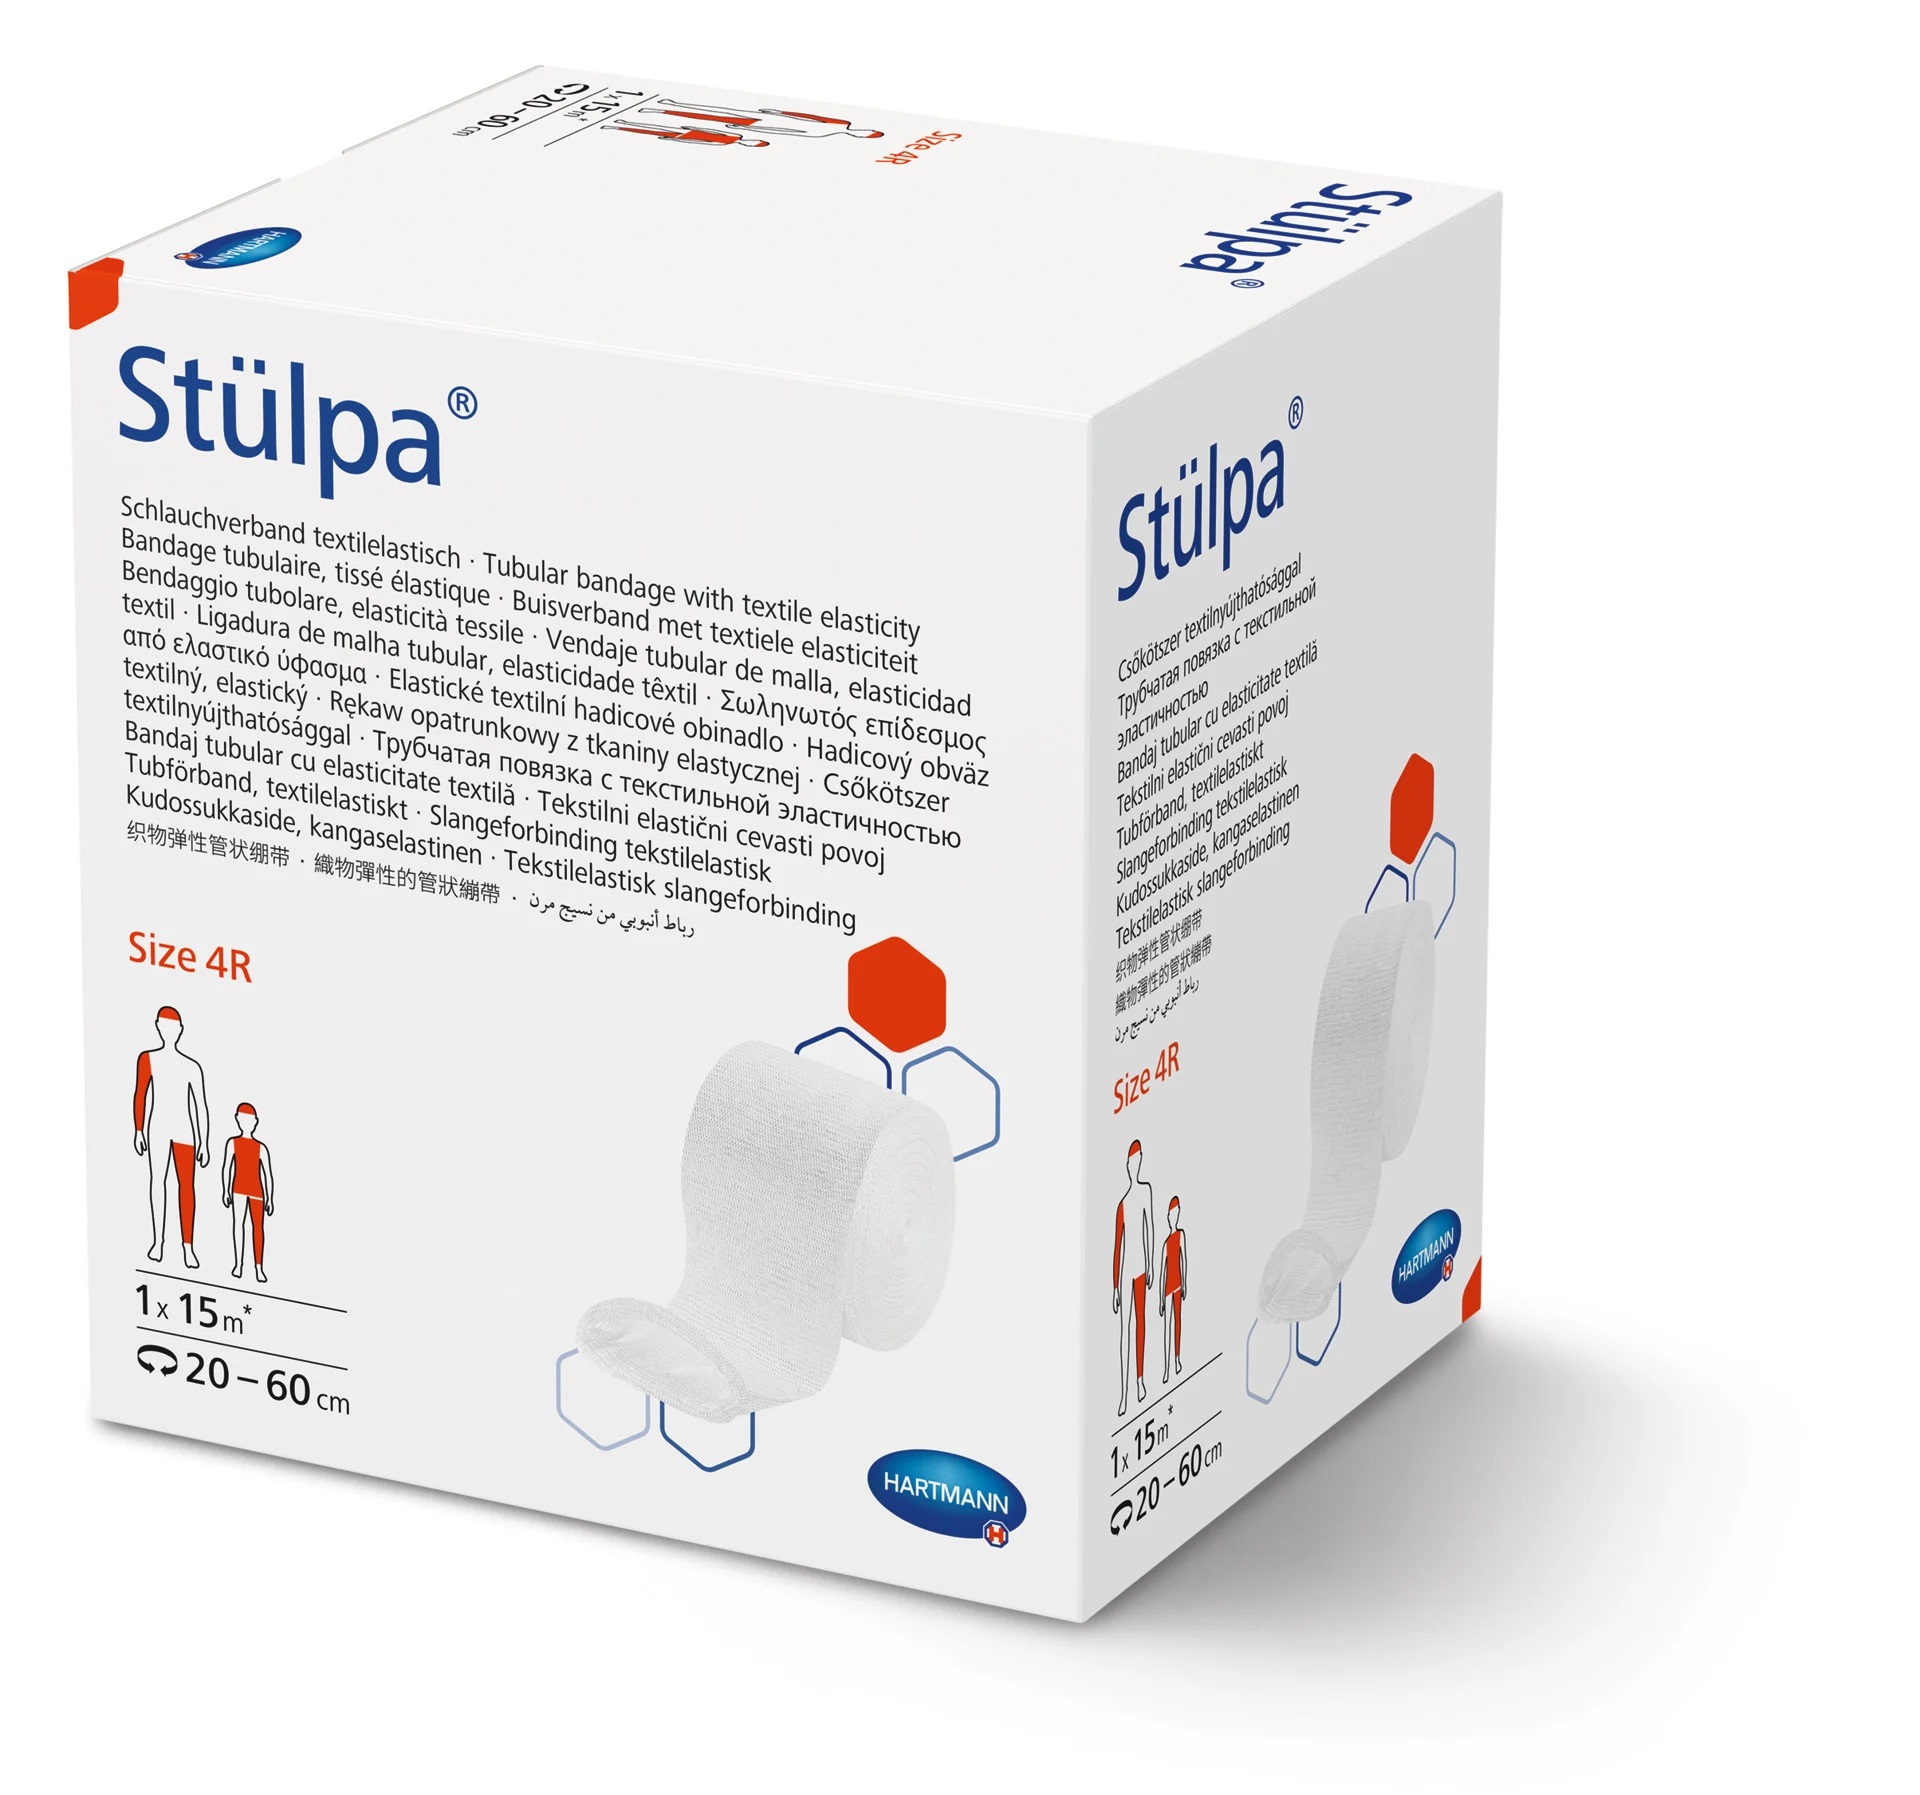 20–60 cm
1 x 15 m*
Size 4R
HARTMANN
Stülpa®
Stülpa®
Schlauchverband textilelastisch · Tubular bandage with textile elasticity
Bandage tubulaire, tissé élastique · Buisverband met textiele elasticiteit
Bendaggio tubolare, elasticità tessile · Vendaje tubular de malla, elasticidad
textil · Ligadura de malha tubular, elasticidade têxtil · Σωληνωτός επίδεσμος
από ελαστικό ύφασμα · Elastické textilní hadicové obinadlo · Hadicový obväz
textilný, elastický · Rękaw opatrunkowy z tkaniny elastycznej · Csőkötszer
textilnyújthatósággal · Трубчатая повязка с текстильной эластичностью
Bandaj tubular cu elasticitate textilă · Tekstilni elastični cevasti povoj
Tubförband, textilelastiskt · Slangeforbinding tekstilelastisk
Kudossukkaside, kangaselastinen · Tekstilelastisk slangeforbinding
织物弹性管状绷带 · 織物彈性的管狀繃帶 · رباط أنبوبي من نسيج مرن
Size 4R
1 x 15 m*
20–60 cm
HARTMANN
Stülpa®
Csőkötszer textilnyújthatósággal
Трубчатая повязка с текстильной
эластичностью
Bandaj tubular cu elasticitate textilă
Tekstilni elastični cevasti povoj
Tubförband, textilelastiskt
Slangeforbinding tekstilelastisk
Kudossukkaside, kangaselastinen
Tekstilelastisk slangeforbinding
织物弹性管状绷带
織物彈性的管狀繃帶
رباط أنبوبي من نسيج مرن
Size 4R
1 x 15 m*
20–60 cm
HARTMANN